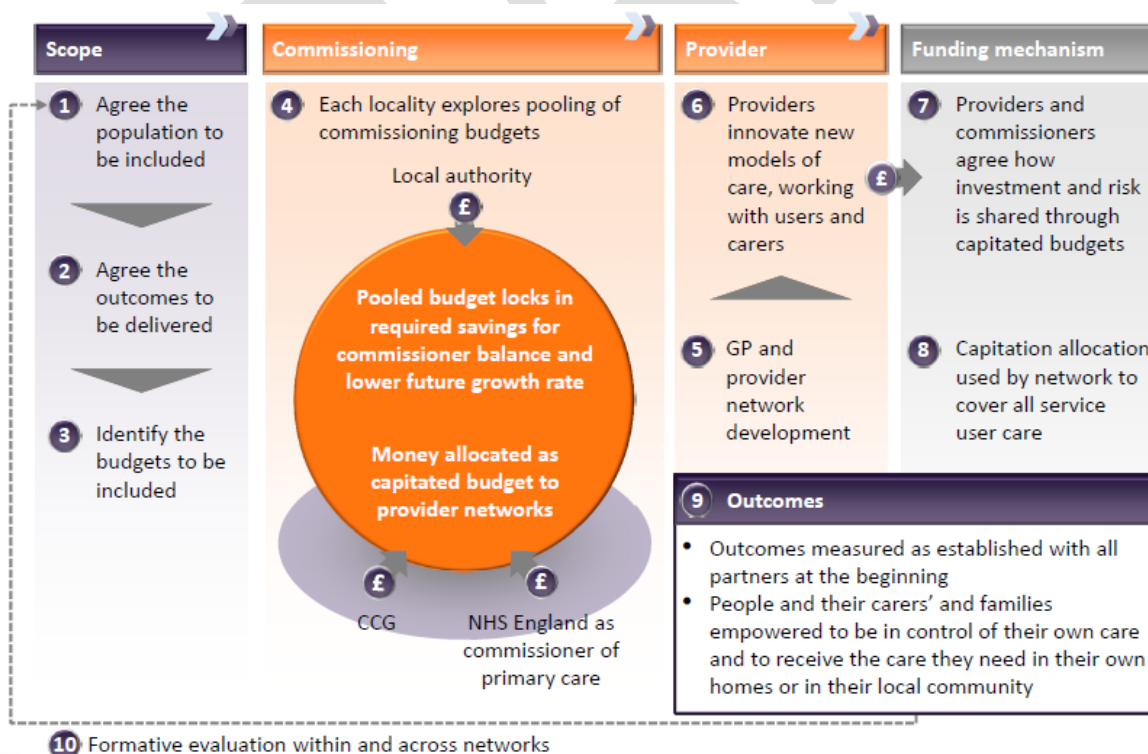 Scope
Commissioning
Provider
Funding mechanism
1 Agree the
population to
be included
2 Agree the
outcomes to
be delivered
3 Identify the
budgets to be
included
4 Each locality explores pooling of
commissioning budgets
Local authority
£
Pooled budget locks in
required savings for
commissioner balance and
lower future growth rate
Money allocated as
capitated budget to
provider networks
£
CCG
£
NHS England as
commissioner of
primary care
6 Providers
innovate new
models of
care, working
with users and
carers
£
5 GP and
provider
network
development
7 Providers and
commissioners
agree how
investment and risk
is shared through
capitated budgets
8 Capitation allocation
used by network to
cover all service
user care
9 Outcomes
• Outcomes measured as established with all
partners at the beginning
• People and their carers’ and families
empowered to be in control of their own care
and to receive the care they need in their own
homes or in their local community
10 Formative evaluation within and across networks